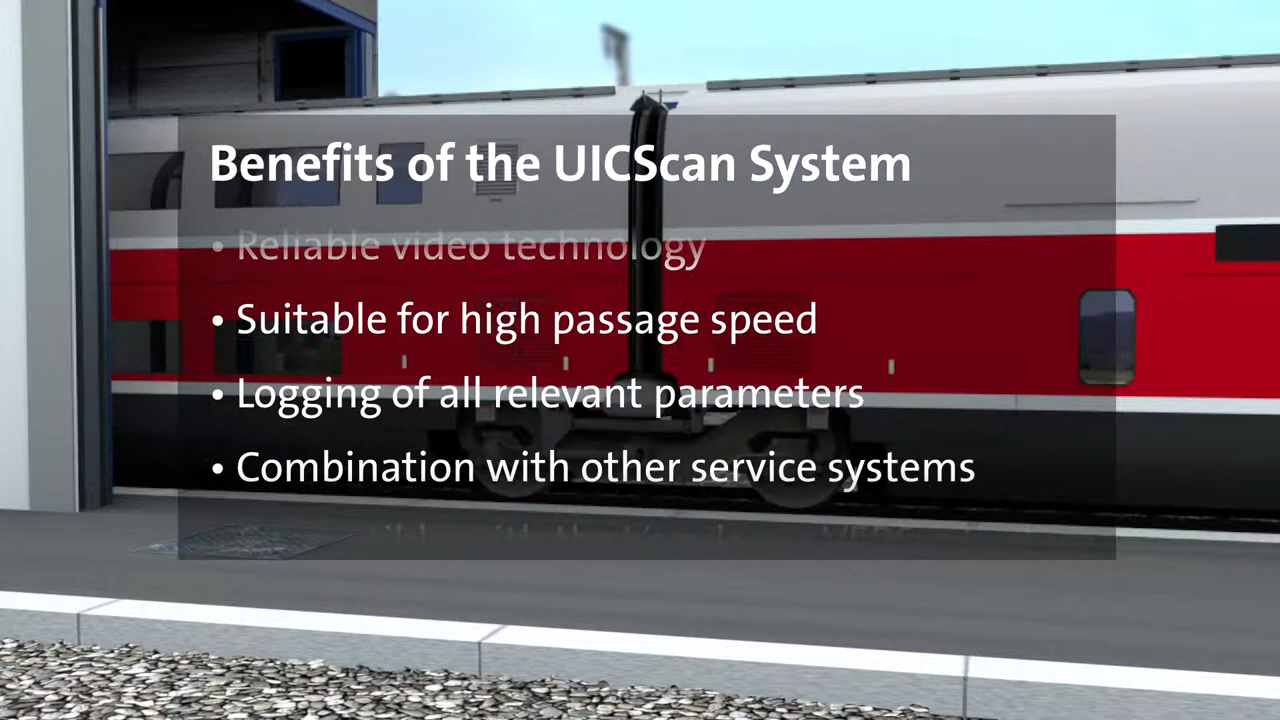 Benefits of the UICScan System
• Reliable video technology
• Suitable for high passage speed
• Logging of all relevant parameters
• Combination with other service systems